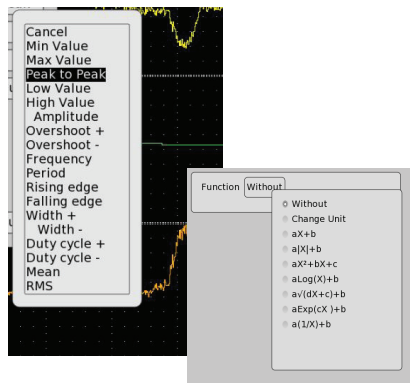 Cancel
Min Value
Max Value
Peak to Peak
Low Value
High Value
Amplitude
Overshoot +
Overshoot -
Frequency
Period
Rising edge
Falling edge
Width +
Width -
Duty cycle +
Duty cycle -
Mean
RMS
Function Without
Without
Change Unit
aX+b
a|X|+b
aX²+bX+c
aLog(X)+b
a√(dX+c)+b
aExp(cX )+b
a(1/X)+b